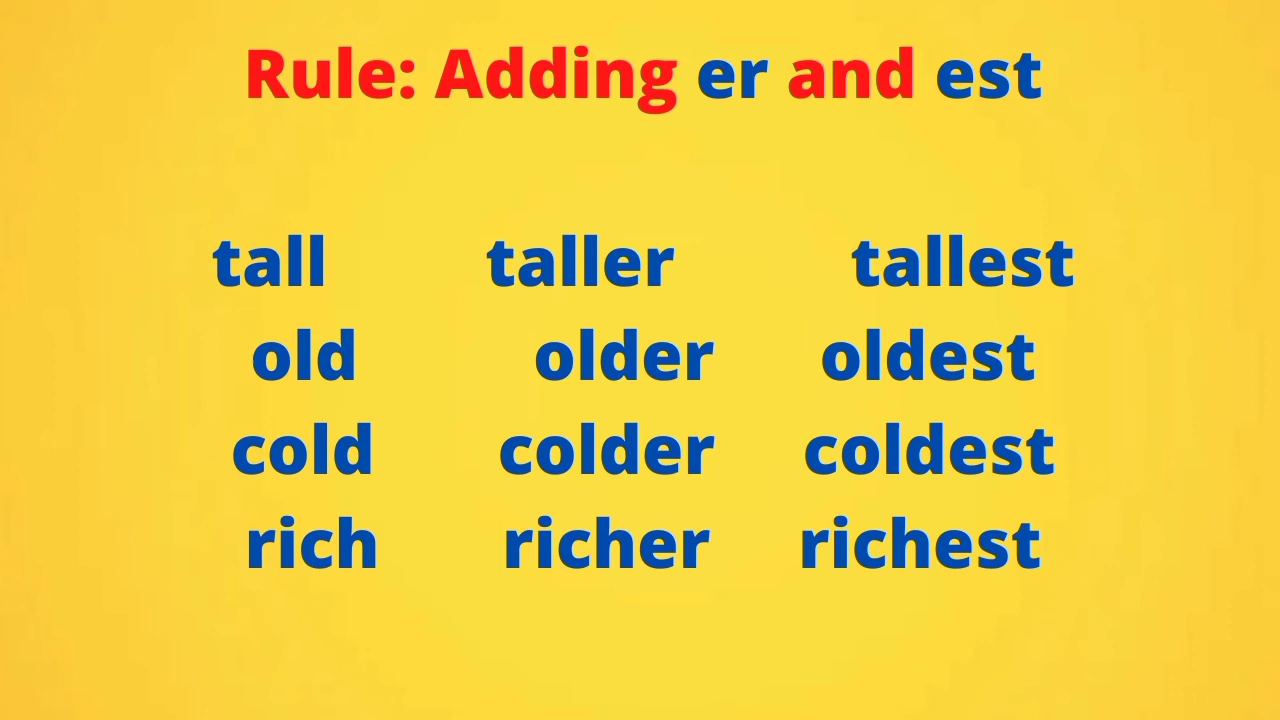 Rule: Adding er and est
tall taller tallest
old older oldest
cold colder coldest
rich richer richest